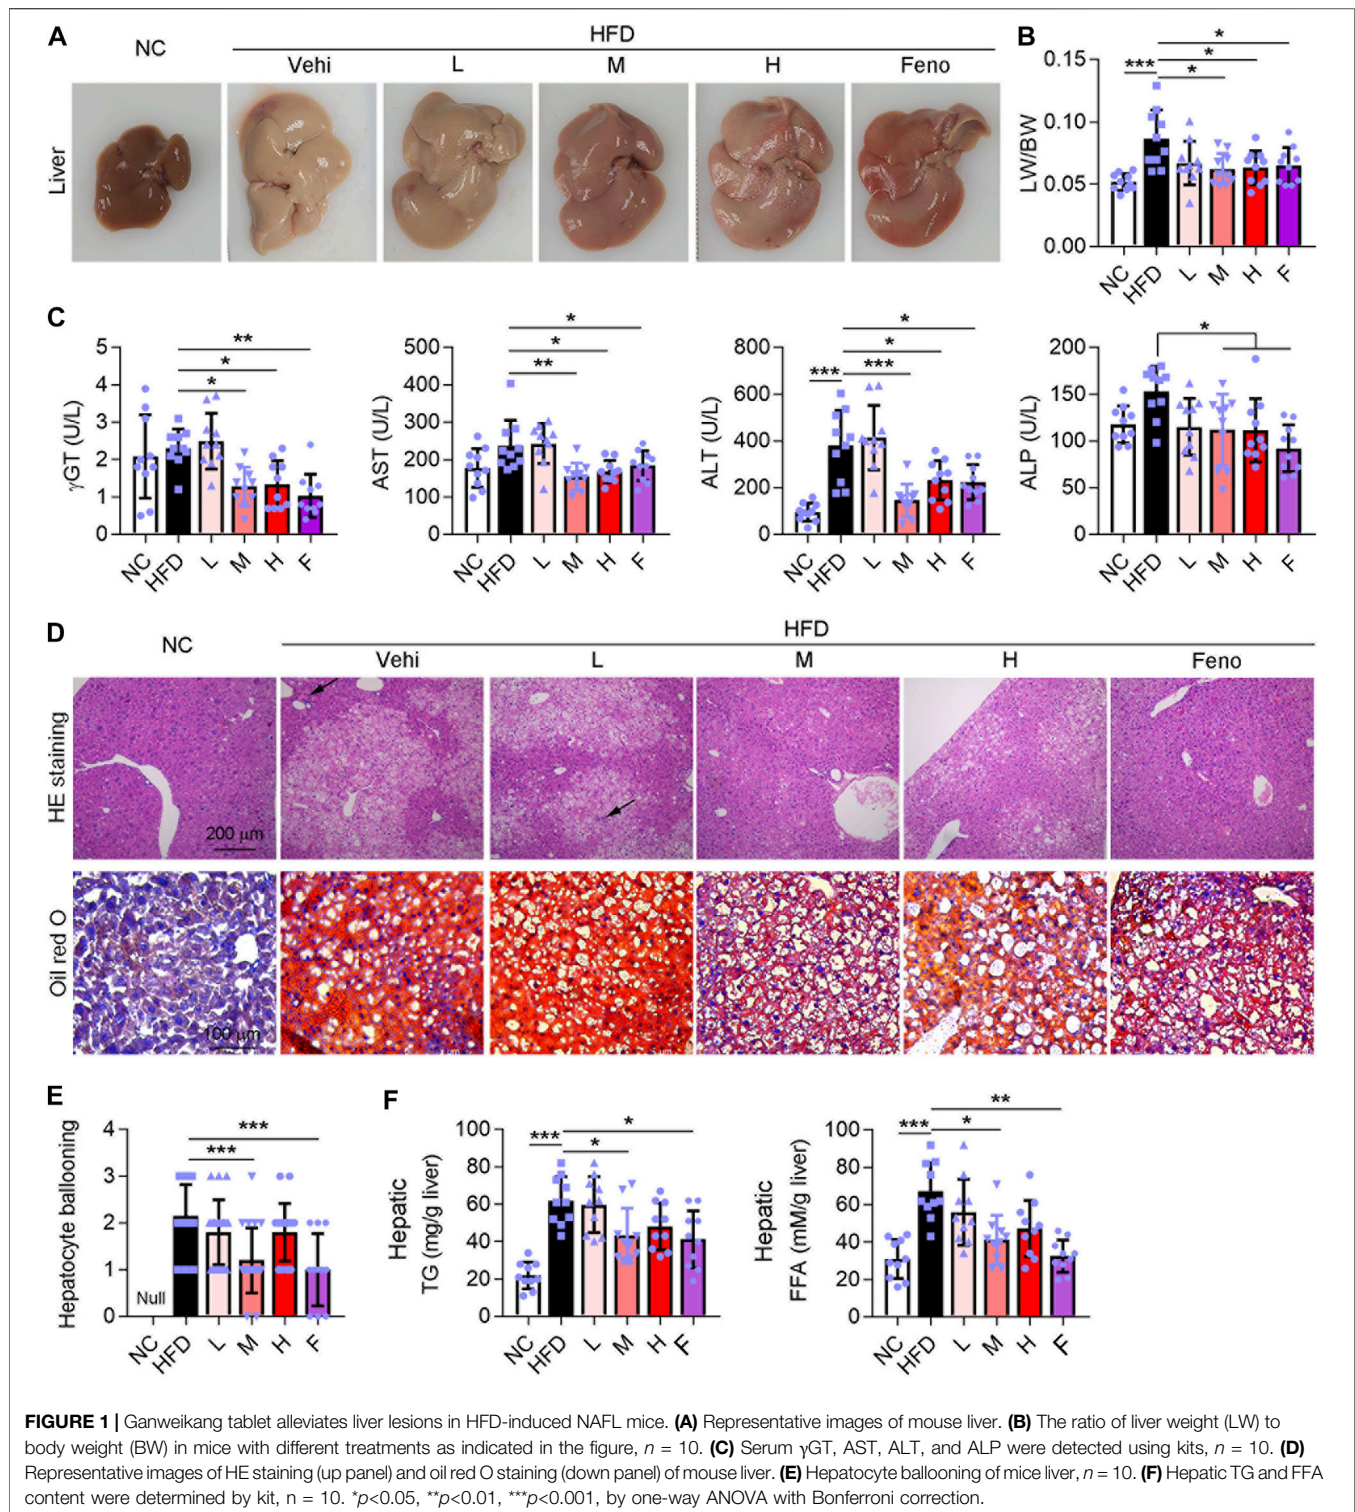 A
NC
HFD
Vehi
L
M
H
Feno
Liver
B
LW/BW
0.15
0.10
0.05
0.00
***
*
*
*
NC
HFD
L
M
H
F
C
γGT (U/L)
5
4
3
2
1
0
**
*
*
NC
HFD
L
M
H
F
AST (U/L)
500
400
300
200
100
0
*
*
**
NC
HFD
L
M
H
F
ALT (U/L)
800
600
400
200
0
*
*
***
***
NC
HFD
L
M
H
F
ALP (U/L)
200
150
100
50
0
*
NC
HFD
L
M
H
F
D
NC
HFD
Vehi
L
M
H
Feno
HE staining
200 μm
Oil red O
100 μm
E
Hepatocyte ballooning
4
3
2
1
0
***
***
Null
NC
HFD
L
M
H
F
F
Hepatic
TG (mg/g liver)
100
80
60
40
20
0
***
*
*
NC
HFD
L
M
H
F
Hepatic
FFA (mM/g liver)
100
80
60
40
20
0
**
***
*
NC
HFD
L
M
H
F
FIGURE 1 | Ganweikang tablet alleviates liver lesions in HFD-induced NAFL mice. (A) Representative images of mouse liver. (B) The ratio of liver weight (LW) to
body weight (BW) in mice with different treatments as indicated in the figure, n = 10. (C) Serum γGT, AST, ALT, and ALP were detected using kits, n = 10. (D)
Representative images of HE staining (up panel) and oil red O staining (down panel) of mouse liver. (E) Hepatocyte ballooning of mice liver, n = 10. (F) Hepatic TG and FFA
content were determined by kit, n = 10. *p<0.05, **p<0.01, ***p<0.001, by one-way ANOVA with Bonferroni correction.